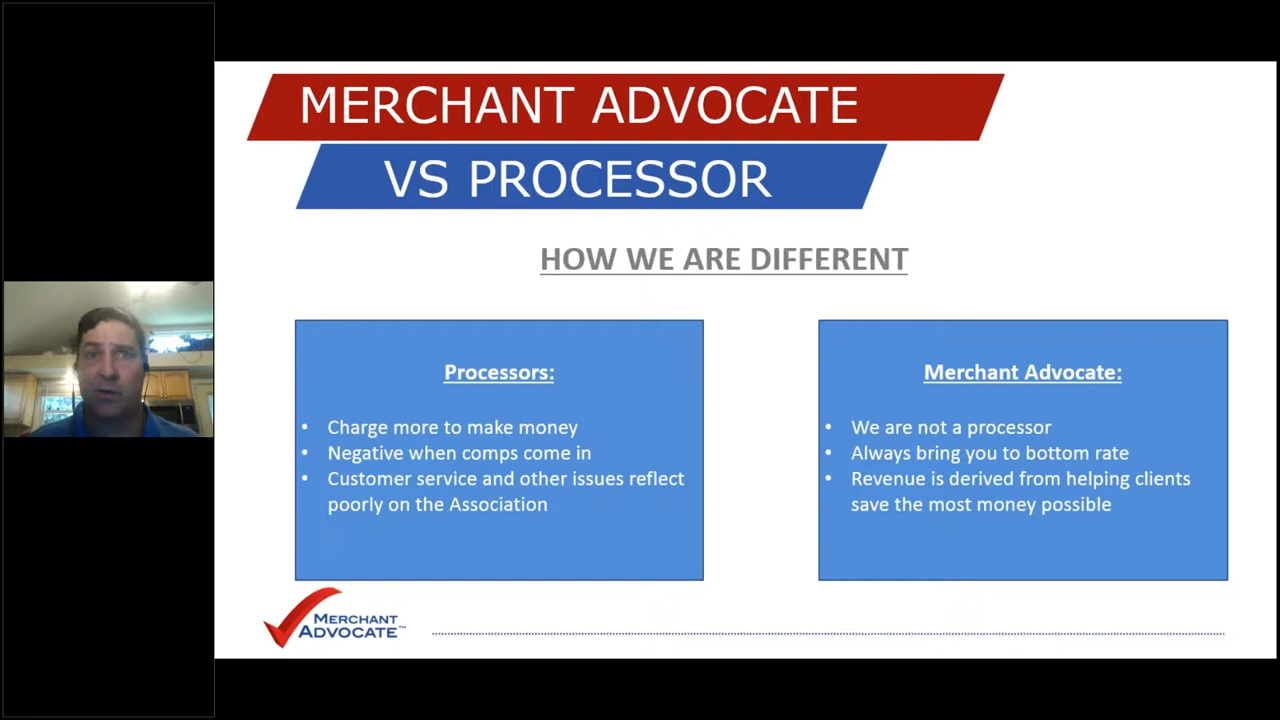 MERCHANT ADVOCATE
VS PROCESSOR
HOW WE ARE DIFFERENT
Processors:
• Charge more to make money
• Negative when comps come in
• Customer service and other issues reflect
poorly on the Association
Merchant Advocate:
• We are not a processor
• Always bring you to bottom rate
• Revenue is derived from helping clients
save the most money possible
MERCHANT
ADVOCATE™